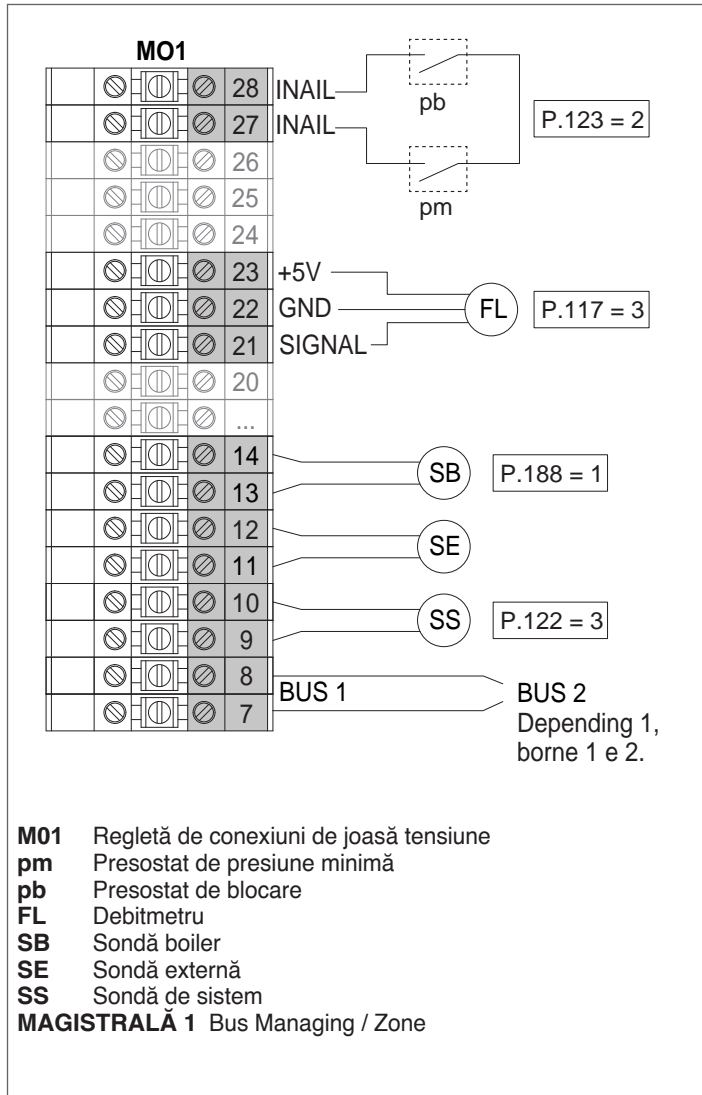 MO1
28 INAIL
pb
27 INAIL
P.123 = 2
26
25
pm
24
23 +5V
22 GND FL P.117 = 3
21 SIGNAL
20
...
14
SB P.188 = 1
13
12
SE
11
10
SS P.122 = 3
9
8
BUS 1 BUS 2
7
Depending 1,
borne 1 e 2.
M01 Regletă de conexiuni de joasă tensiune
pm Presostat de presiune minimă
pb Presostat de blocare
FL Debitmetru
SB Sondă boiler
SE Sondă externă
SS Sondă de sistem
MAGISTRALĂ 1 Bus Managing / Zone